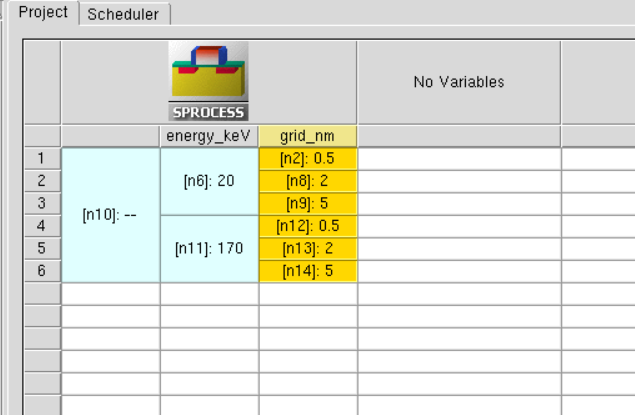 Project Scheduler
SPROCESS
No Variables
energy_keV grid_nm
1 [n10]: -- [n6]: 20 [n2]: 0.5
2 [n8]: 2
3 [n9]: 5
4 [n11]: 170 [n12]: 0.5
5 [n13]: 2
6 [n14]: 5